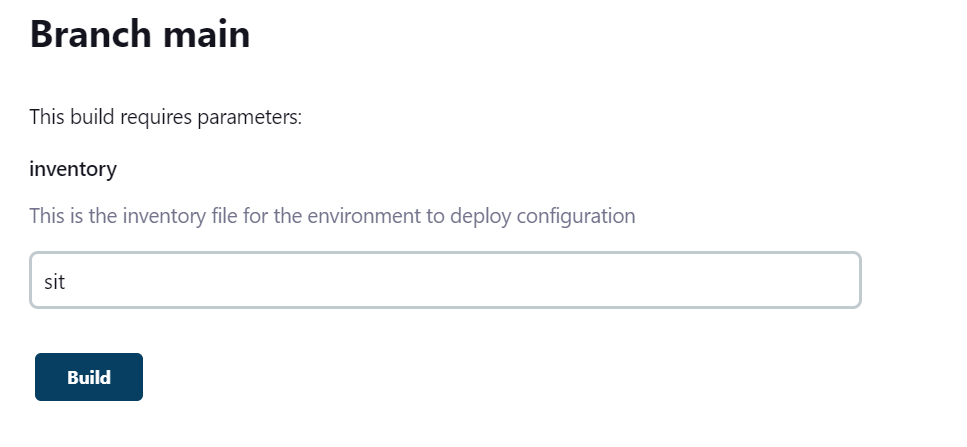 Branch main
This build requires parameters:
inventory
This is the inventory file for the environment to deploy configuration
sit
Build